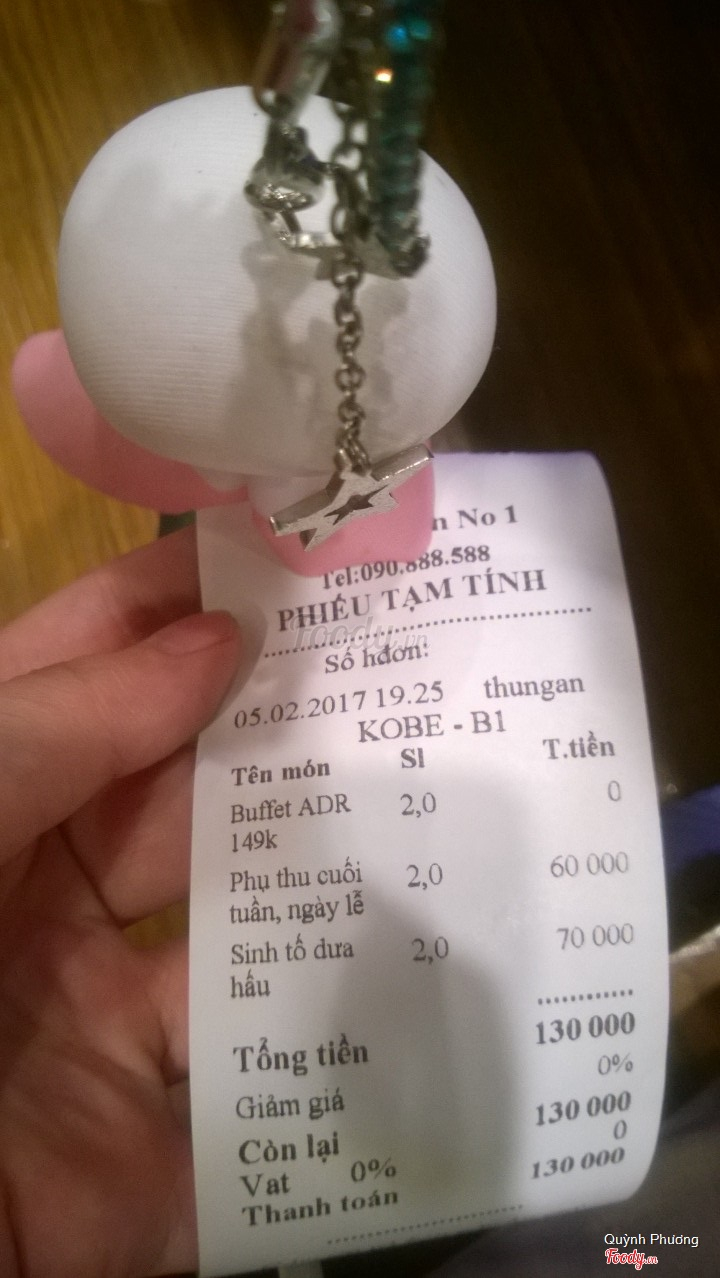 n No 1
Tel:090.888.588
PHIẾU TẠM TÍNH
Số hđơn:
05.02.2017 19.25 thungan
KOBE - B1
Tên món Sl T.tiền
Buffet ADR 2,0 0
149k
Phụ thu cuối 2,0 60 000
tuần, ngày lễ
Sinh tố dưa 2,0 70 000
hấu
Tổng tiền 130 000
Giảm giá 0%
Còn lại 130 000
Vat 0% 0
Thanh toán 130 000
foody.vn
Quỳnh Phương
Foody.vn